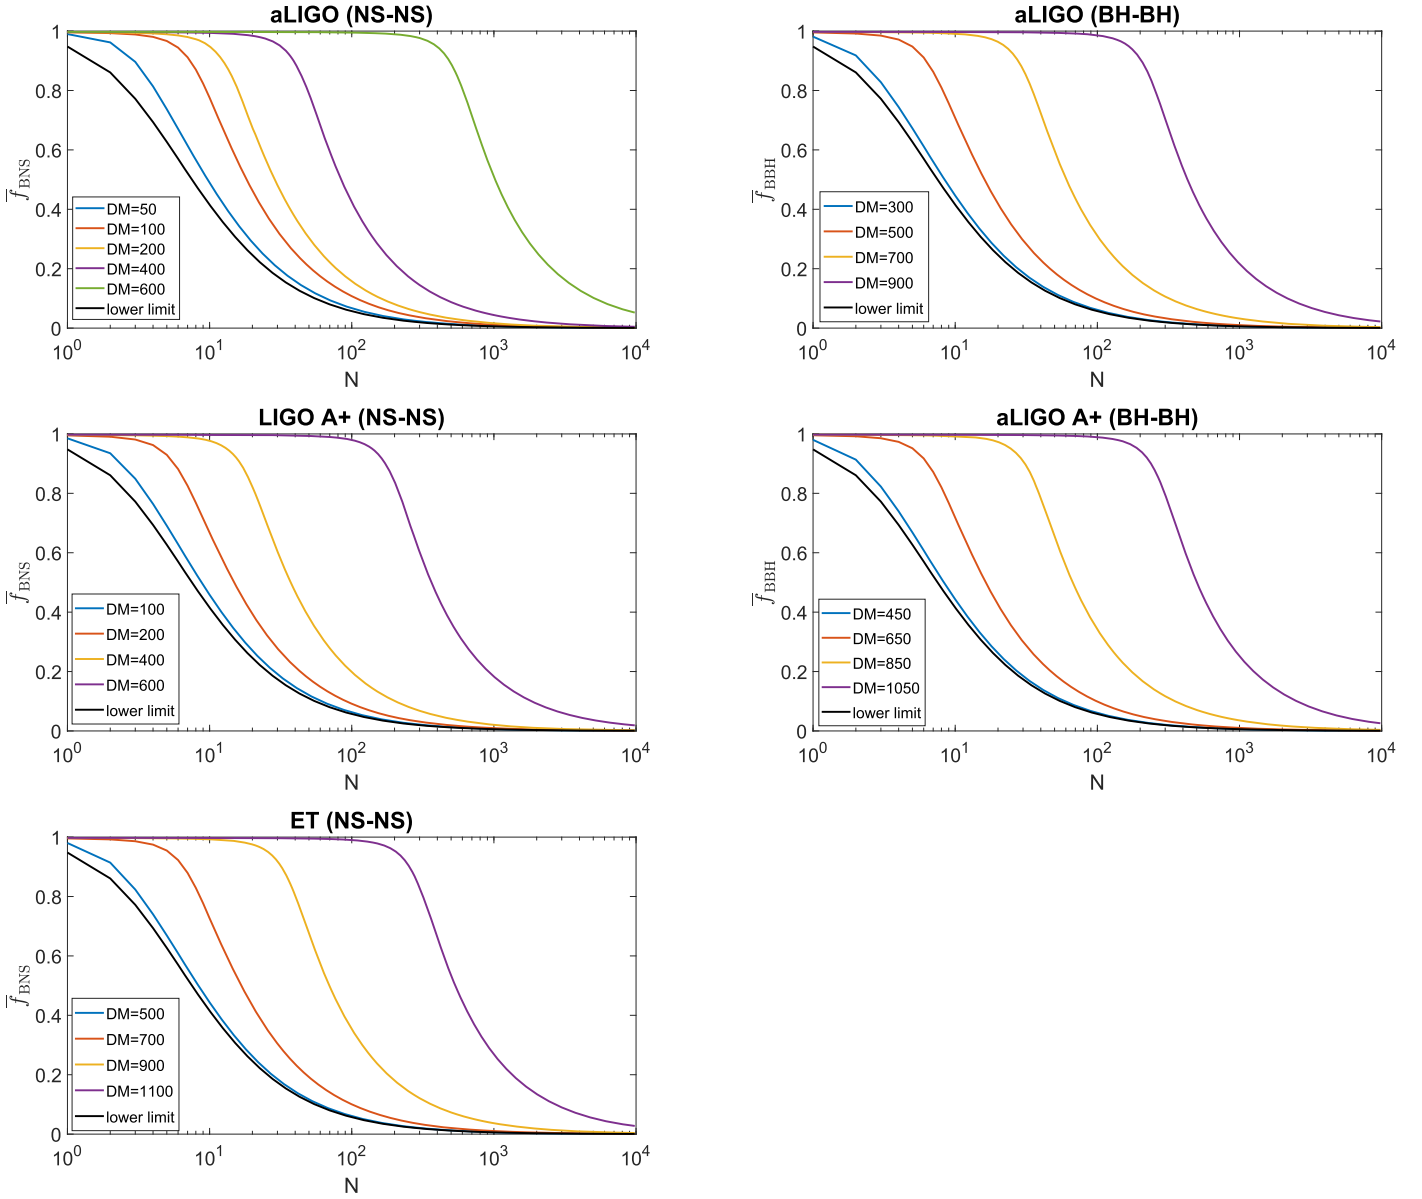 aLIGO (NS-NS)
1
0.8
0.6
0.4
0.2
0
f̅_BNS
DM=50
DM=100
DM=200
DM=400
DM=600
lower limit
10^0 10^1 10^2 10^3 10^4
N
aLIGO (BH-BH)
1
0.8
0.6
0.4
0.2
0
f̅_BBH
DM=300
DM=500
DM=700
DM=900
lower limit
10^0 10^1 10^2 10^3 10^4
N
LIGO A+ (NS-NS)
1
0.8
0.6
0.4
0.2
0
f̅_BNS
DM=100
DM=200
DM=400
DM=600
lower limit
10^0 10^1 10^2 10^3 10^4
N
aLIGO A+ (BH-BH)
1
0.8
0.6
0.4
0.2
0
f̅_BBH
DM=450
DM=650
DM=850
DM=1050
lower limit
10^0 10^1 10^2 10^3 10^4
N
ET (NS-NS)
1
0.8
0.6
0.4
0.2
0
f̅_BNS
DM=500
DM=700
DM=900
DM=1100
lower limit
10^0 10^1 10^2 10^3 10^4
N